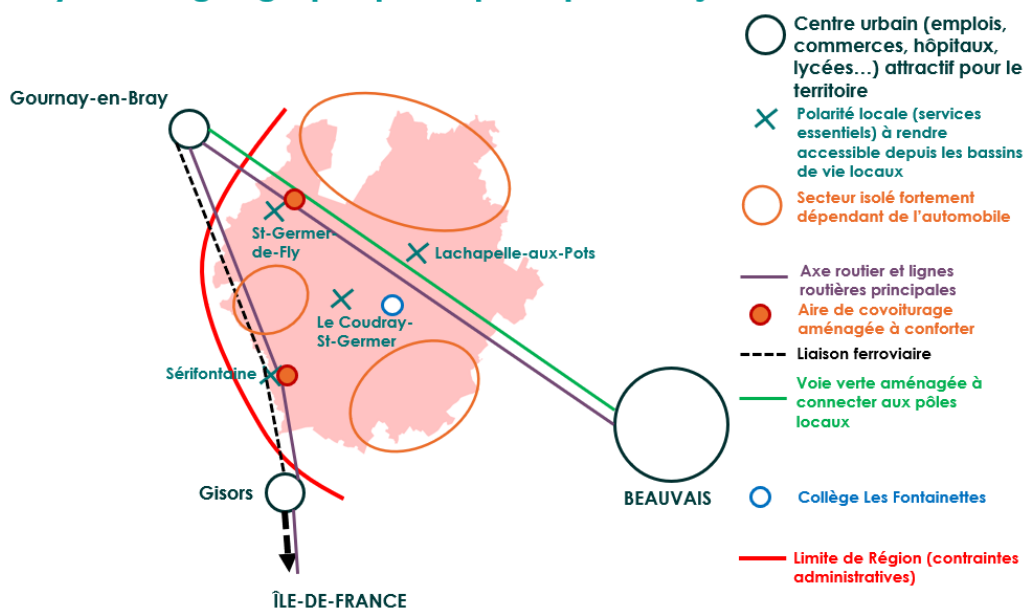 Gournay-en-Bray
St-Germer-
de-Fly
Lachapelle-aux-Pots
Le Coudray-
St-Germer
Sérifontaine
Gisors
BEAUVAIS
ÎLE-DE-FRANCE
Centre urbain (emplois,
commerces, hôpitaux,
lycées…) attractif pour le
territoire
Polarité locale (services
essentiels) à rendre
accessible depuis les bassins
de vie locaux
Secteur isolé fortement
dépendant de l’automobile
Axe routier et lignes
routières principales
Aire de covoiturage
aménagée à conforter
Liaison ferroviaire
Voie verte aménagée à
connecter aux pôles
locaux
Collège Les Fontainettes
Limite de Région (contraintes
administratives)